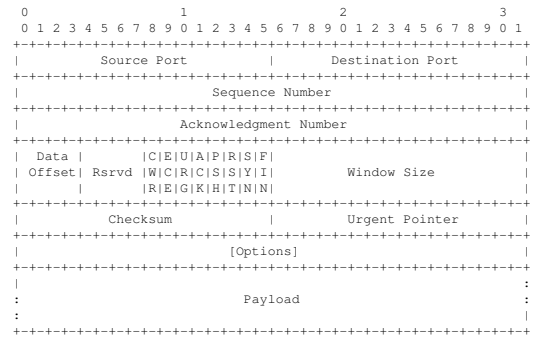 0                   1                   2                   3
 0 1 2 3 4 5 6 7 8 9 0 1 2 3 4 5 6 7 8 9 0 1 2 3 4 5 6 7 8 9 0 1
+-+-+-+-+-+-+-+-+-+-+-+-+-+-+-+-+-+-+-+-+-+-+-+-+-+-+-+-+-+-+-+-+
|          Source Port          |       Destination Port        |
+-+-+-+-+-+-+-+-+-+-+-+-+-+-+-+-+-+-+-+-+-+-+-+-+-+-+-+-+-+-+-+-+
|                        Sequence Number                        |
+-+-+-+-+-+-+-+-+-+-+-+-+-+-+-+-+-+-+-+-+-+-+-+-+-+-+-+-+-+-+-+-+
|                     Acknowledgment Number                     |
+-+-+-+-+-+-+-+-+-+-+-+-+-+-+-+-+-+-+-+-+-+-+-+-+-+-+-+-+-+-+-+-+
|  Data |       |C|E|U|A|P|R|S|F|                               |
| Offset| Rsrvd |W|C|R|C|S|S|Y|I|          Window Size          |
|       |       |R|E|G|K|H|T|N|N|                               |
+-+-+-+-+-+-+-+-+-+-+-+-+-+-+-+-+-+-+-+-+-+-+-+-+-+-+-+-+-+-+-+-+
|           Checksum            |         Urgent Pointer        |
+-+-+-+-+-+-+-+-+-+-+-+-+-+-+-+-+-+-+-+-+-+-+-+-+-+-+-+-+-+-+-+-+
|                           [Options]                           |
+-+-+-+-+-+-+-+-+-+-+-+-+-+-+-+-+-+-+-+-+-+-+-+-+-+-+-+-+-+-+-+-+
|                                                               :
:                            Payload                            :
:                                                               |
+-+-+-+-+-+-+-+-+-+-+-+-+-+-+-+-+-+-+-+-+-+-+-+-+-+-+-+-+-+-+-+-+